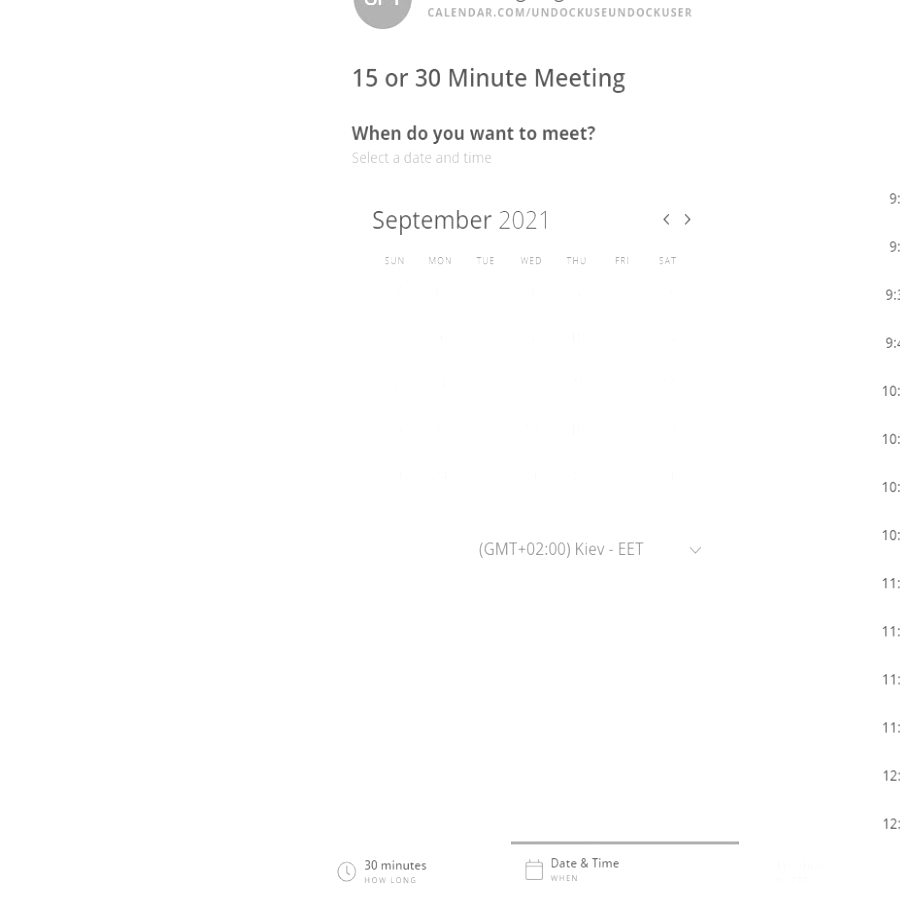 CALENDAR.COM/UNDOCKUSEUNDOCKUSER
15 or 30 Minute Meeting
When do you want to meet?
Select a date and time
September 2021
SUN MON TUE WED THU FRI SAT
(GMT+02:00) Kiev - EET
9:
9:
9:3
9:4
10:
10:
10:
10:
11:
11:
11:
11:
12:
12:
30 minutes
HOW LONG
Date & Time
WHEN